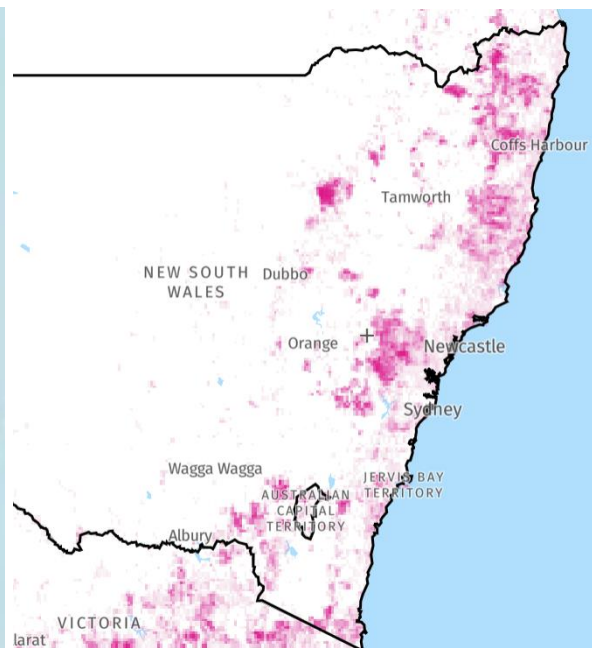 Coffs Harbour
Tamworth
NEW SOUTH
WALES
Dubbo
Orange
Newcastle
Sydney
Wagga Wagga
JERVIS BAY
TERRITORY
AUSTRALIAN
CAPITAL
TERRITORY
Albury
VICTORIA
larat